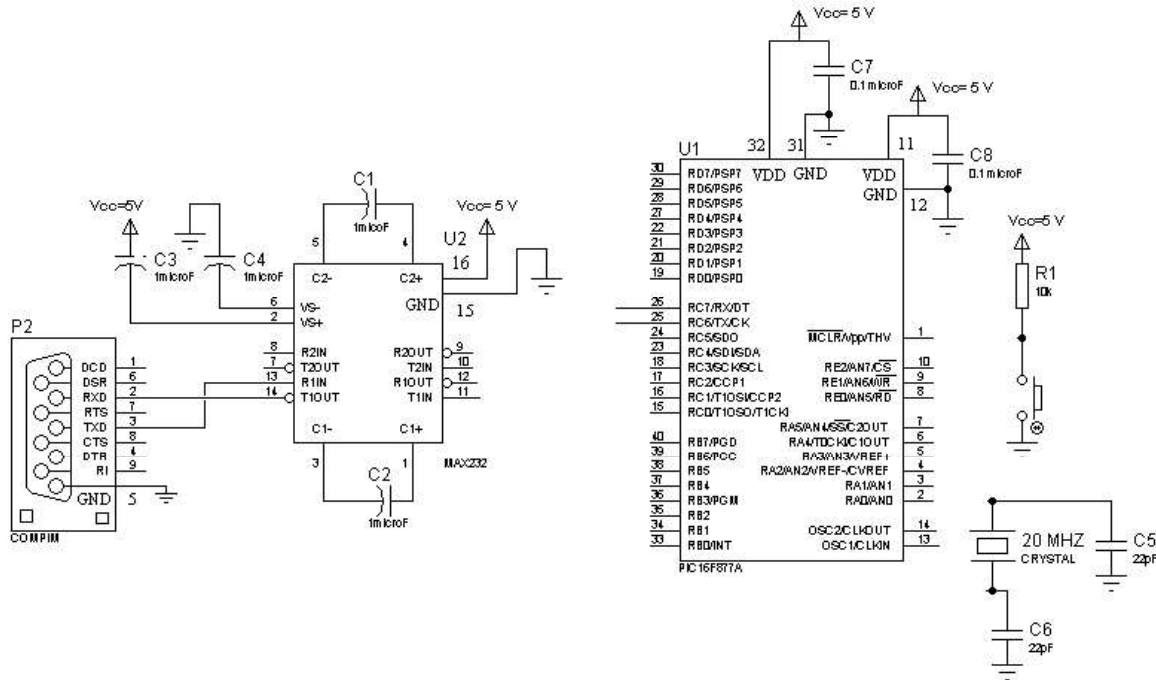 Vcc= 5 V
C7
0.1microF
Vcc= 5 V
C8
0.1microF
U1
32
31
11
VDD
GND
VDD
GND
12
30
RD7/PSP7
29
RD6/PSP6
28
RD5/PSP5
27
RD4/PSP4
22
RD3/PSP3
21
RD2/PSP2
20
RD1/PSP1
19
RD0/PSP0
26
RC7/RX/DT
25
RC6/TX/CK
24
RC5/SDO
23
RC4/SDI/SDA
18
RC3/SCK/SCL
17
RC2/CCP1
16
RC1/T1OSI/CCP2
15
RC0/T1OSO/T1CKI
40
RB7/PGD
39
RB6/PGC
38
RB5
37
RB4
36
RB3/PGM
35
RB2
34
RB1
33
RB0/INT
MCLR/Vpp/THV
1
RE2/AN7/CS
10
RE1/AN6/WR
9
RE0/AN5/RD
8
RA5/AN4/SS/C2OUT
7
RA4/T0CKI/C1OUT
6
RA3/AN3/VREF+
5
RA2/AN2/VREF-/CVREF
4
RA1/AN1
3
RA0/AN0
2
OSC2/CLKOUT
14
OSC1/CLKIN
13
PIC16F877A
Vcc=5 V
R1
10k
20 MHZ
CRYSTAL
C5
22pF
C6
22pF
Vcc=5V
C3
1microF
C4
1microF
C1
1micoF
Vcc= 5 V
U2
5
4
16
C2-
C2+
GND
15
6
VS-
2
VS+
8
R2IN
R2OUT
9
7
T2OUT
T2IN
10
13
R1IN
R1OUT
12
14
T1OUT
T1IN
11
C1-
C1+
3
1
MAX232
C2
1microF
P2
DCD
1
DSR
6
RXD
2
RTS
7
TXD
3
CTS
8
DTR
4
RI
9
GND
5
COMPIM